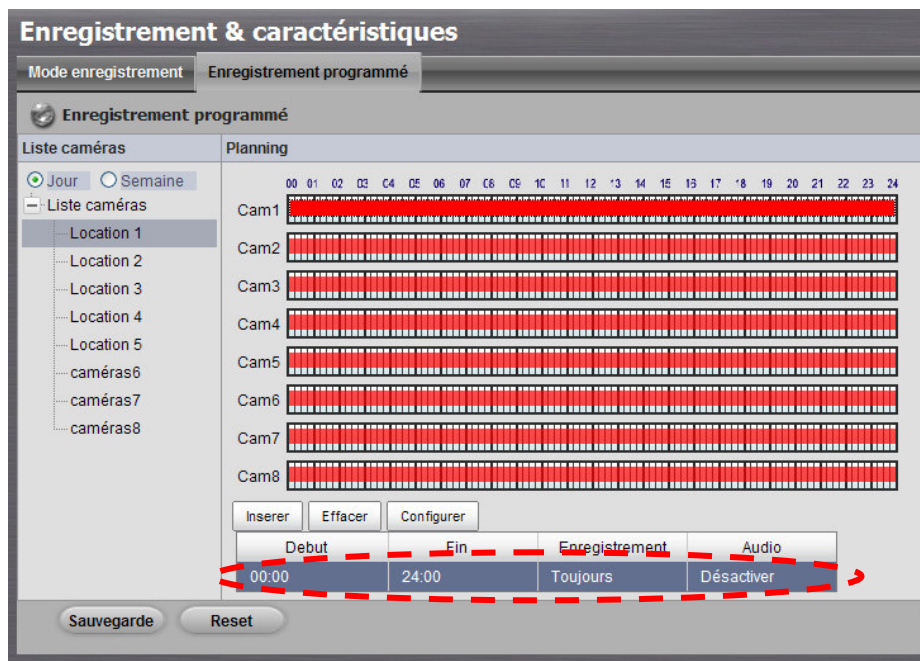 Enregistrement & caractéristiques
Mode enregistrement Enregistrement programmé
Enregistrement programmé
Liste caméras Planning
Jour Semaine
Liste caméras
Location 1
Location 2
Location 3
Location 4
Location 5
caméras6
caméras7
caméras8
00 01 02 03 04 05 06 07 08 09 10 11 12 13 14 15 16 17 18 19 20 21 22 23 24
Cam1
Cam2
Cam3
Cam4
Cam5
Cam6
Cam7
Cam8
Inserer Effacer Configurer
Debut Fin Enregistrement Audio
00:00 24:00 Toujours Désactiver
Sauvegarde Reset